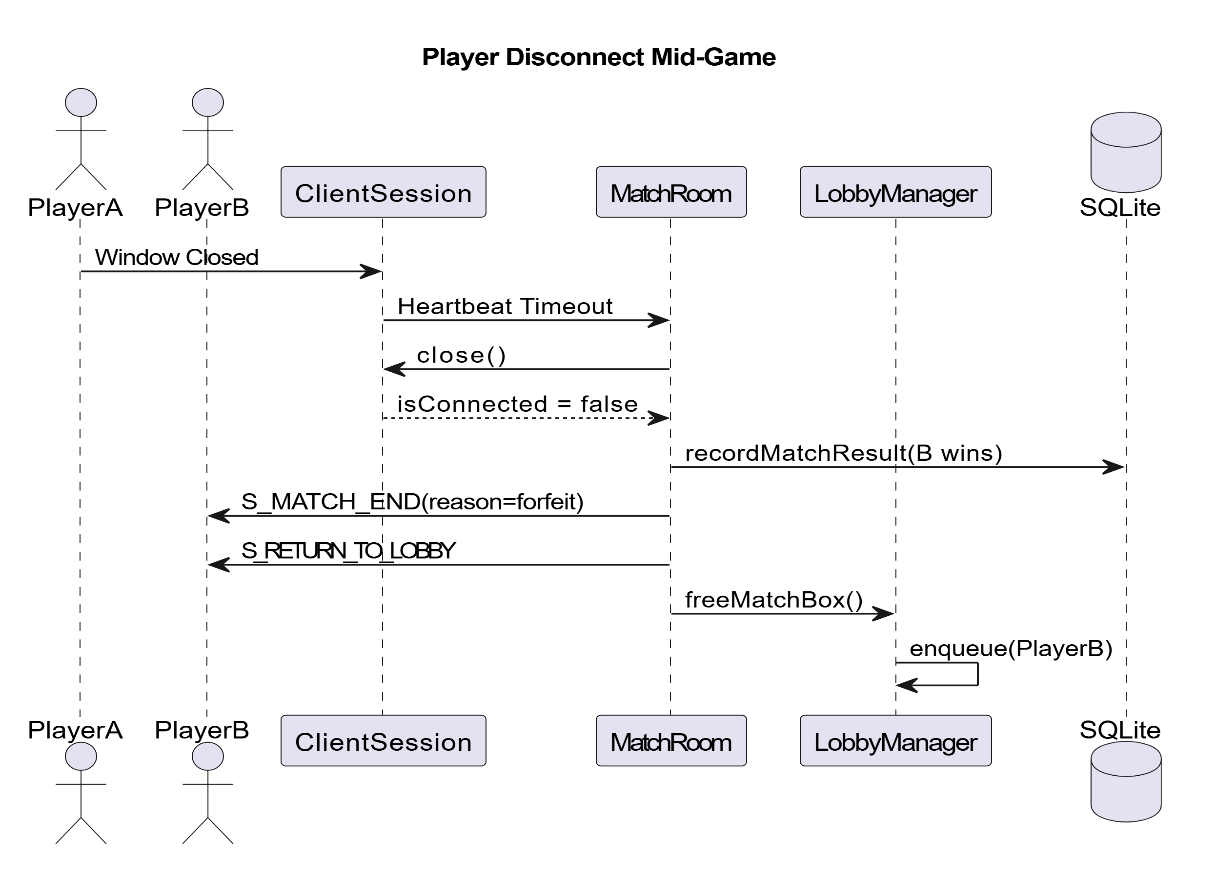 Player Disconnect Mid-Game
PlayerA
PlayerB
ClientSession
MatchRoom
LobbyManager
SQLite
Window Closed
Heartbeat Timeout
close()
isConnected = false
recordMatchResult(B wins)
S_MATCH_END(reason=forfeit)
S_RETURN_TO_LOBBY
freeMatchBox()
enqueue(PlayerB)
PlayerA
PlayerB
ClientSession
MatchRoom
LobbyManager
SQLite